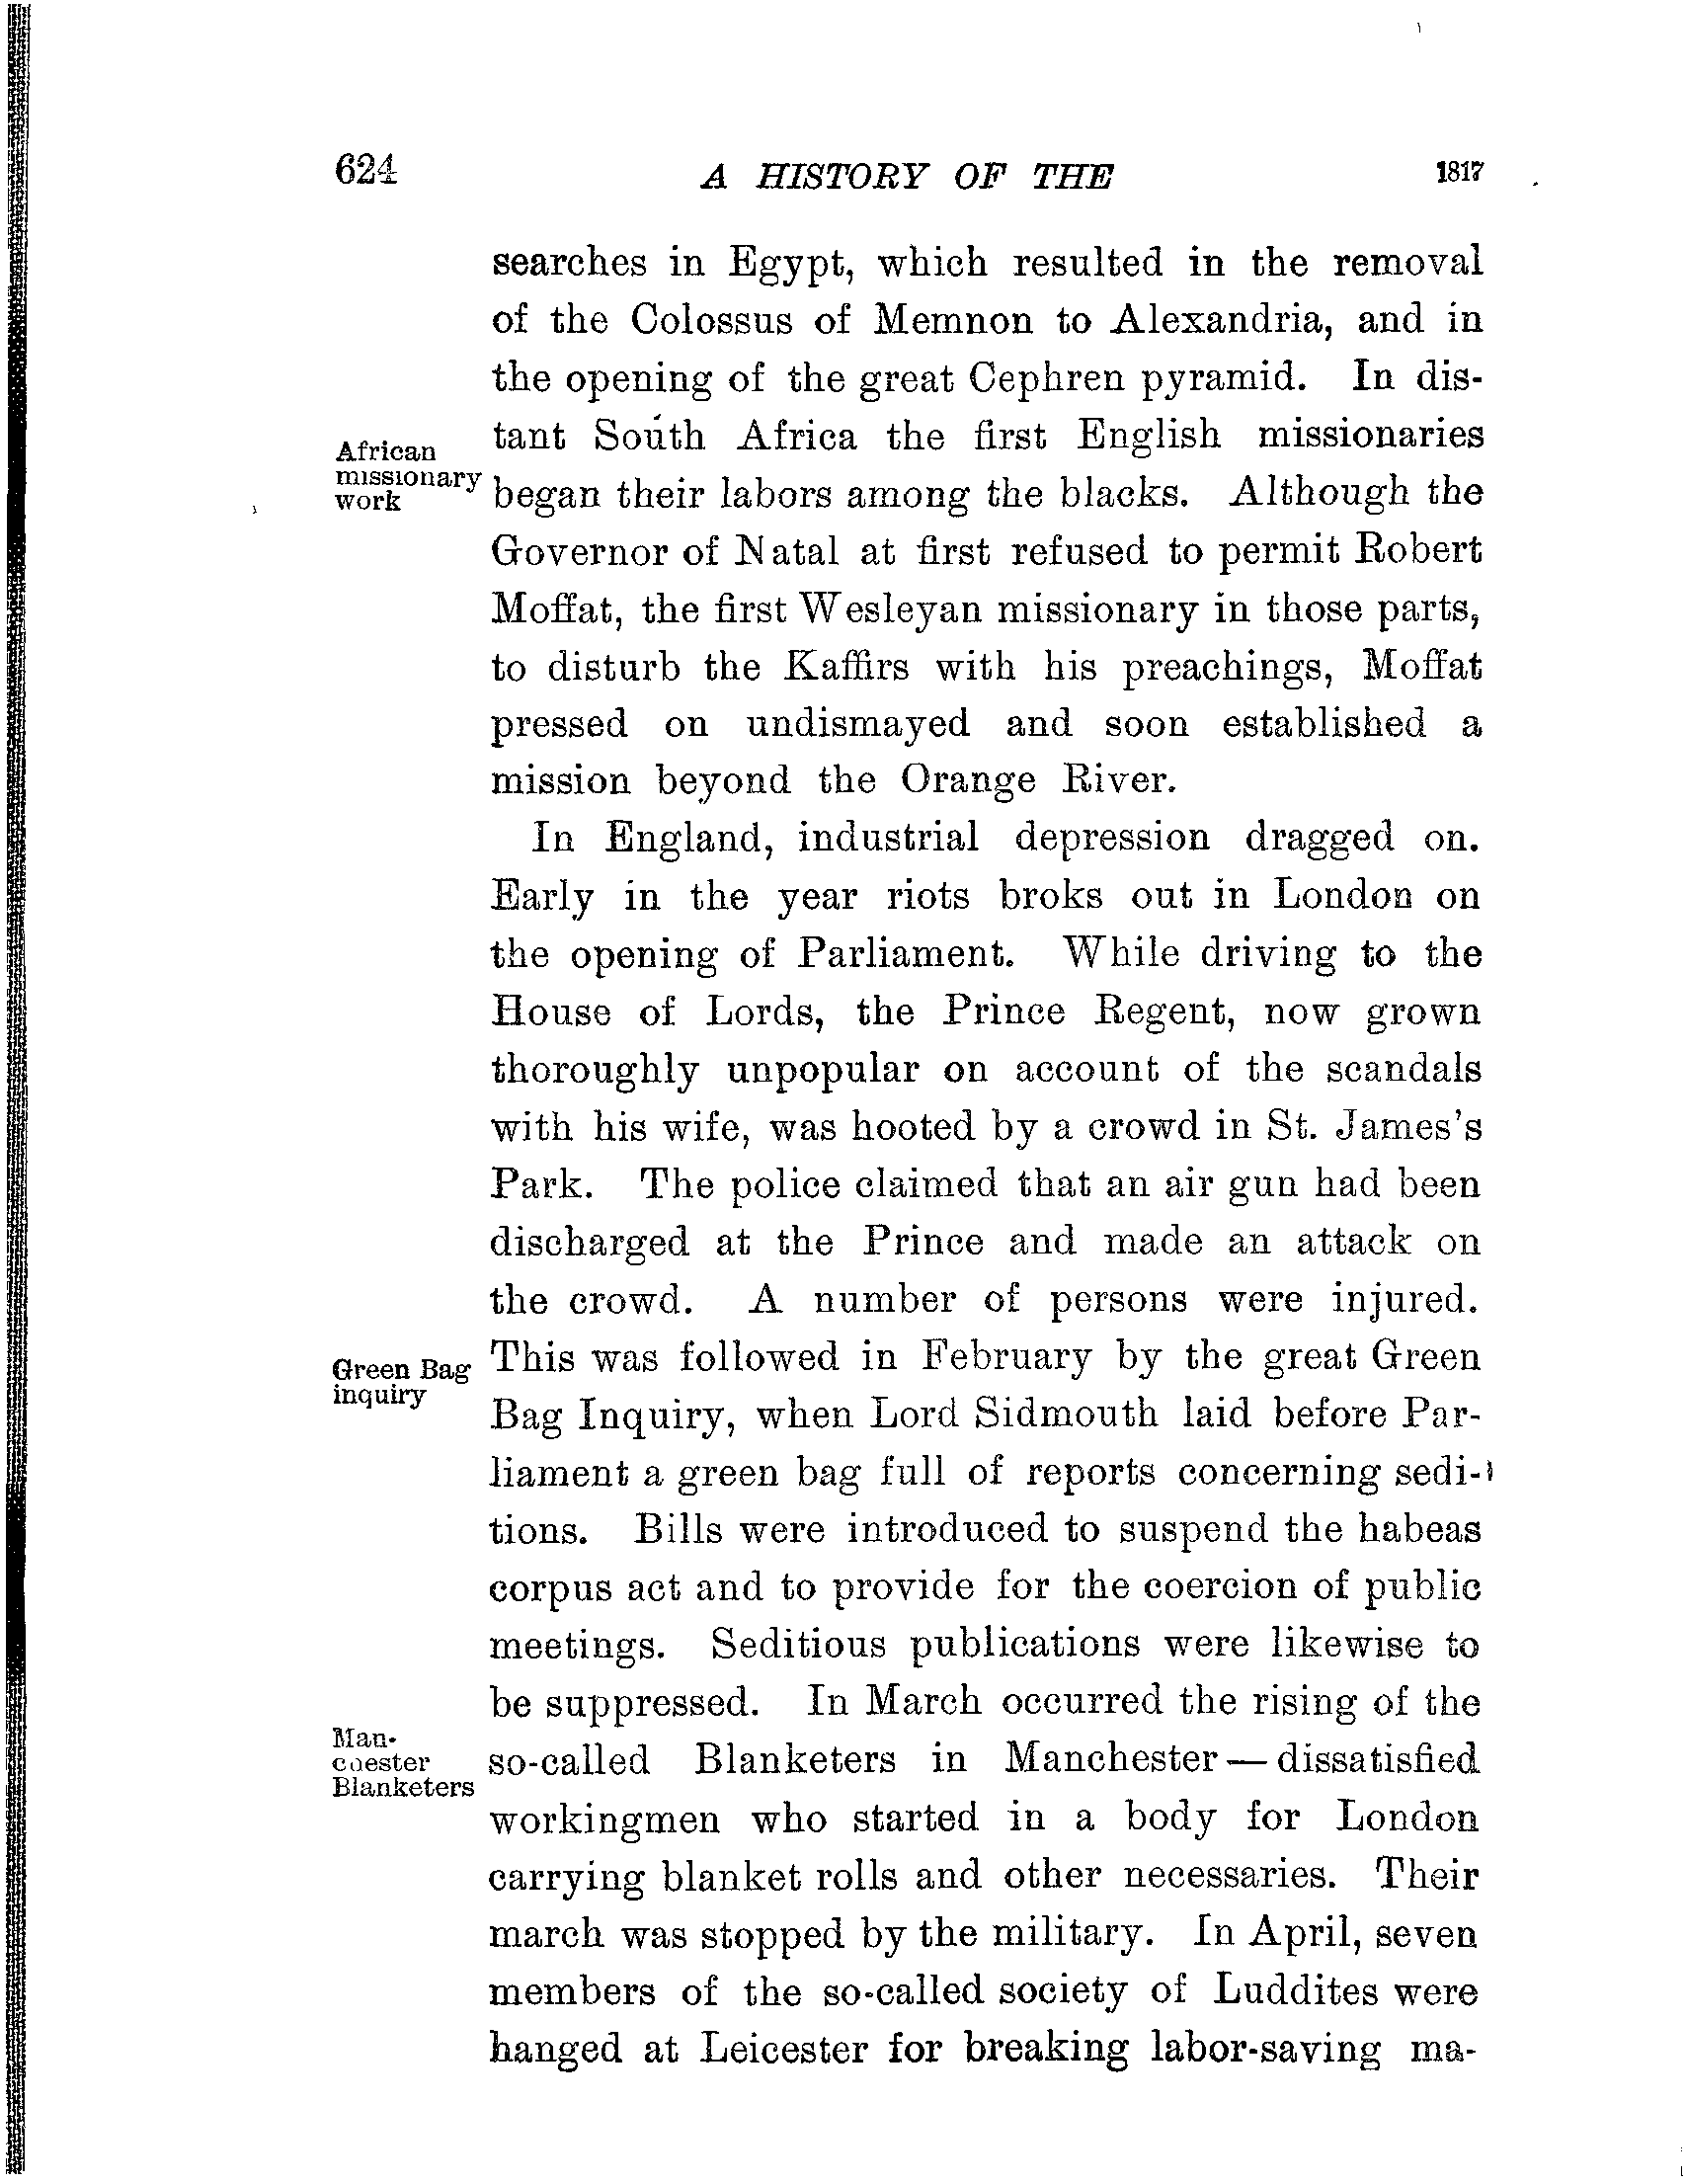 624 A HISTORY OF THE 1817
searches in Egypt, which resulted in the removal
of the Colossus of Memnon to Alexandria, and in
the opening of the great Cephren pyramid. In dis-
tant South Africa the first English missionaries
African
missionary
work
began their labors among the blacks. Although the
Governor of Natal at first refused to permit Robert
Moffat, the first Wesleyan missionary in those parts,
to disturb the Kaffirs with his preachings, Moffat
pressed on undismayed and soon established a
mission beyond the Orange River.
In England, industrial depression dragged on.
Early in the year riots broks out in London on
the opening of Parliament. While driving to the
House of Lords, the Prince Regent, now grown
thoroughly unpopular on account of the scandals
with his wife, was hooted by a crowd in St. James's
Park. The police claimed that an air gun had been
discharged at the Prince and made an attack on
the crowd. A number of persons were injured.
This was followed in February by the great Green
Green Bag
inquiry
Bag Inquiry, when Lord Sidmouth laid before Par-
liament a green bag full of reports concerning sedi-
tions. Bills were introduced to suspend the habeas
corpus act and to provide for the coercion of public
meetings. Seditious publications were likewise to
be suppressed. In March occurred the rising of the
Man-
chester
Blanketers
so-called Blanketers in Manchester—dissatisfied
workingmen who started in a body for London
carrying blanket rolls and other necessaries. Their
march was stopped by the military. In April, seven
members of the so-called society of Luddites were
hanged at Leicester for breaking labor-saving ma-